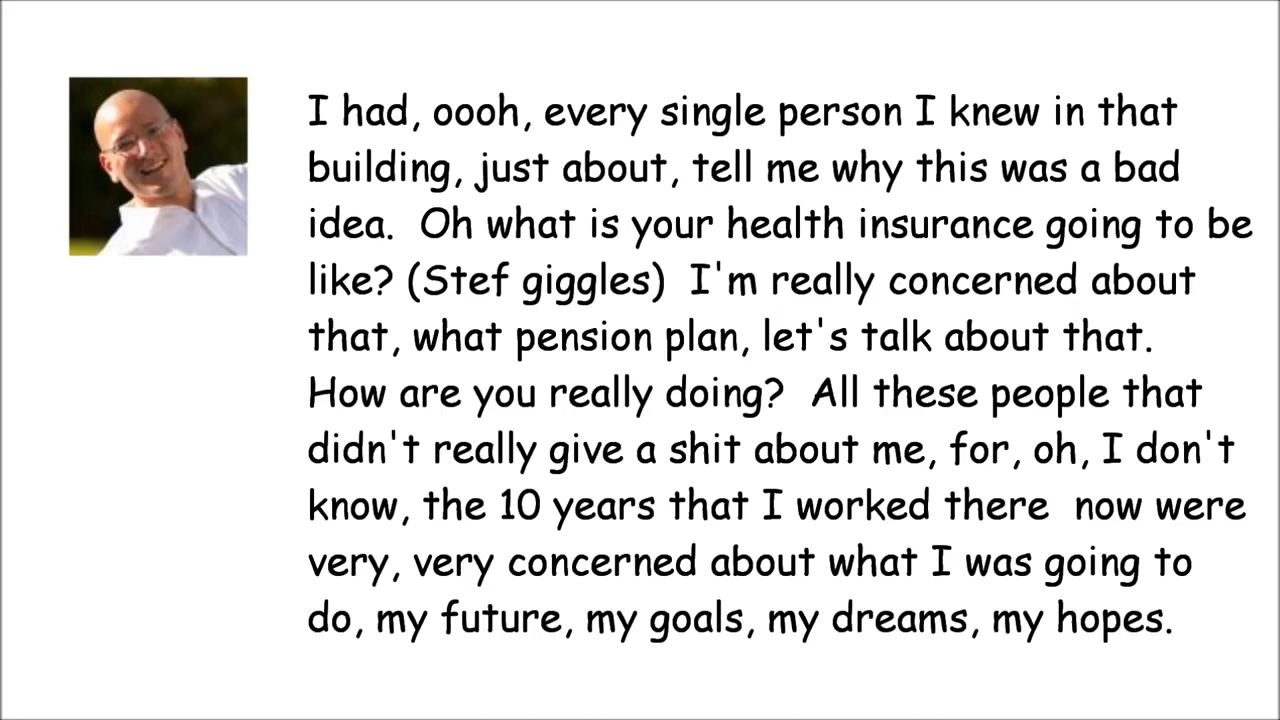 I had, oooh, every single person I knew in that
building, just about, tell me why this was a bad
idea.  Oh what is your health insurance going to be
like? (Stef giggles)  I'm really concerned about
that, what pension plan, let's talk about that.
How are you really doing?  All these people that
didn't really give a shit about me, for, oh, I don't
know, the 10 years that I worked there  now were
very, very concerned about what I was going to
do, my future, my goals, my dreams, my hopes.